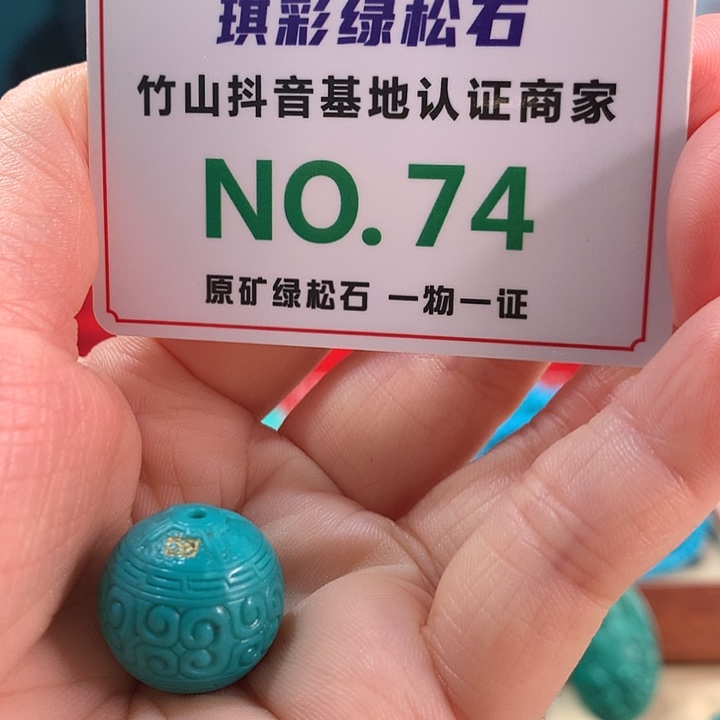 琪彩绿松石
竹山抖音基地认证商家
NO.74
原矿绿松石 一物一证